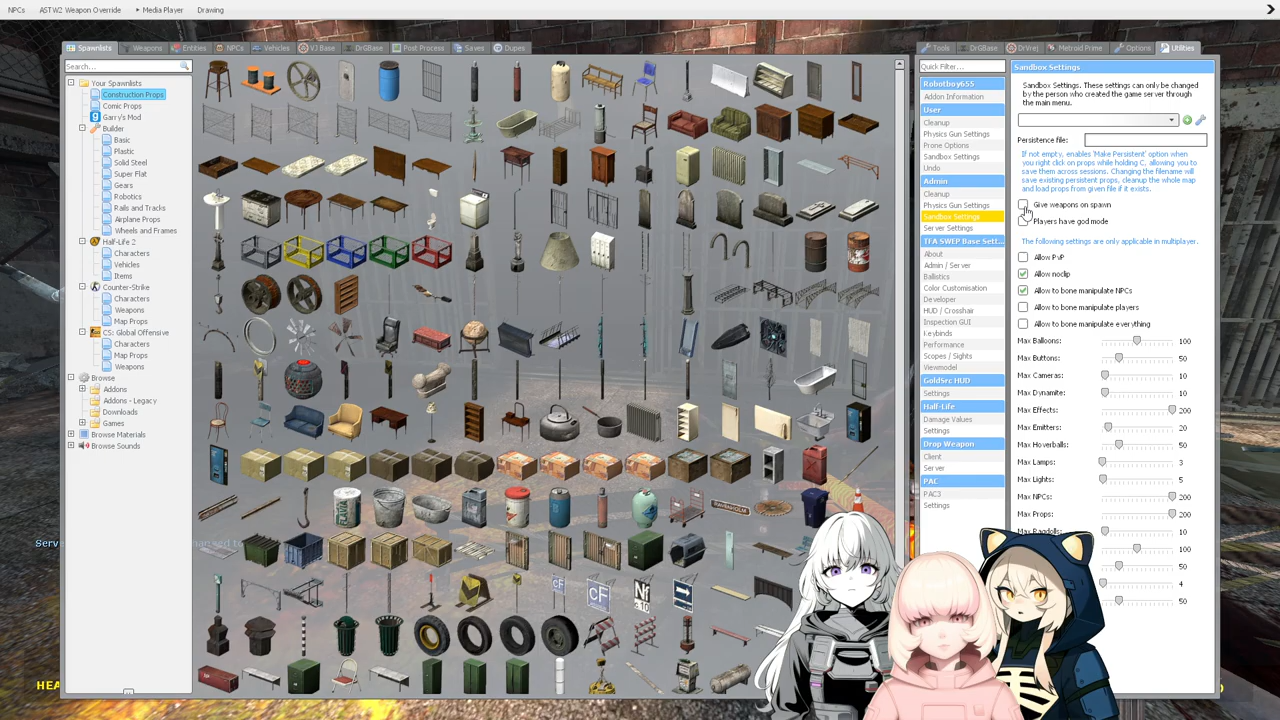 NPCs ASTW2 Weapon Override Media Player Drawing
Spawnlists Weapons Entities NPCs Vehicles VJ Base DrGBase Post Process Saves Dupes
Search...
Your Spawnlists
Construction Props
Comic Props
Garry's Mod
Builder
Basic
Plastic
Solid Steel
Super Flat
Gears
Robotics
Rails and Tracks
Airplane Props
Wheels and Frames
Half-Life 2
Characters
Vehicles
Items
Counter-Strike
Characters
Weapons
Map Props
CS: Global Offensive
Characters
Map Props
Weapons
Browse
Addons
Addons - Legacy
Downloads
Games
Browse Materials
Browse Sounds
Tools DrGBase DrVrej Metroid Prime Options Utilities
Quick Filter...
Robotboy655
Addon Information
User
Cleanup
Physics Gun Settings
Prone Options
Sandbox Settings
Undo
Admin
Cleanup
Physics Gun Settings
Sandbox Settings
Server Settings
TFA SWEP Base Sett...
About
Admin / Server
Ballistics
Color Customisation
Developer
HUD / Crosshair
Inspection GUI
Keybinds
Performance
Scopes / Sights
Viewmodel
GoldSrc HUD
Settings
Half-Life
Damage Values
Settings
Drop Weapon
Client
Server
PAC
PAC3
Settings
Sandbox Settings
Sandbox Settings. These settings can only be
changed by the person who created the game server through
the main menu.
Persistence file:
If not empty, enables 'Make Persistent' option when
you right click on props while holding C, allowing you to
save them across sessions. Changing the filename will
save existing persistent props, cleanup the whole map
and load props from given file if it exists.
Give weapons on spawn
Players have god mode
The following settings are only applicable in multiplayer.
Allow PvP
Allow noclip
Allow to bone manipulate NPCs
Allow to bone manipulate players
Allow to bone manipulate everything
Max Balloons: 100
Max Buttons: 50
Max Cameras: 10
Max Dynamite: 10
Max Effects: 200
Max Emitters: 20
Max Hoverballs: 50
Max Lamps: 3
Max Lights: 5
Max NPCs: 200
Max Props: 200
Max Ragdolls: 10
100
50
4
50
RAVENHOLM
CF
CF
Nf
Serv
HEA